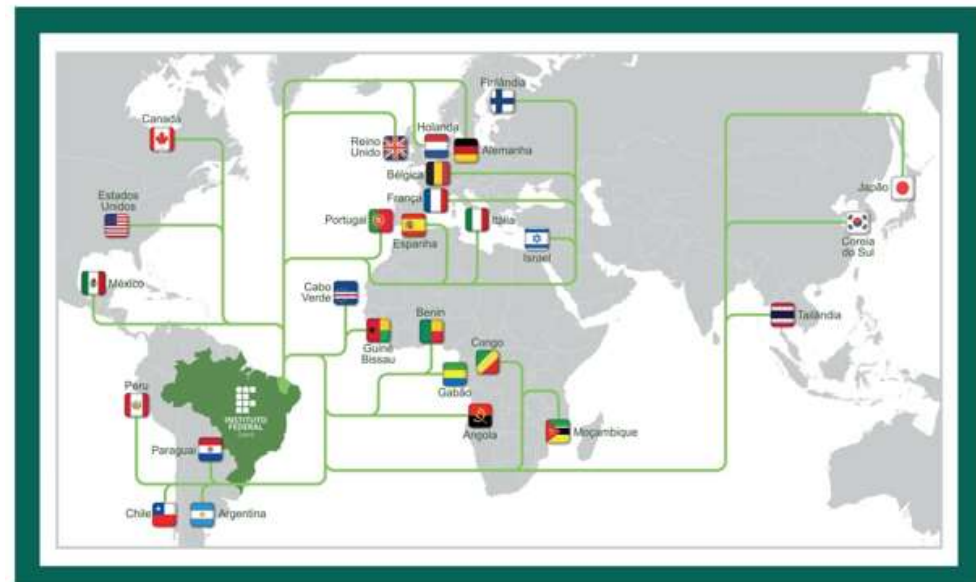 Canadá
Estados
Unidos
México
Finlândia
Holanda
Reino
Unido
Alemanha
Bélgica
França
Portugal
Espanha
Itália
Israel
Japão
Coreia
do Sul
Tailândia
Cabo
Verde
Guiné
Bissau
Benin
Congo
Gabão
Angola
Moçambique
Peru
INSTITUTO
FEDERAL
Ceará
Paraguai
Chile
Argentina